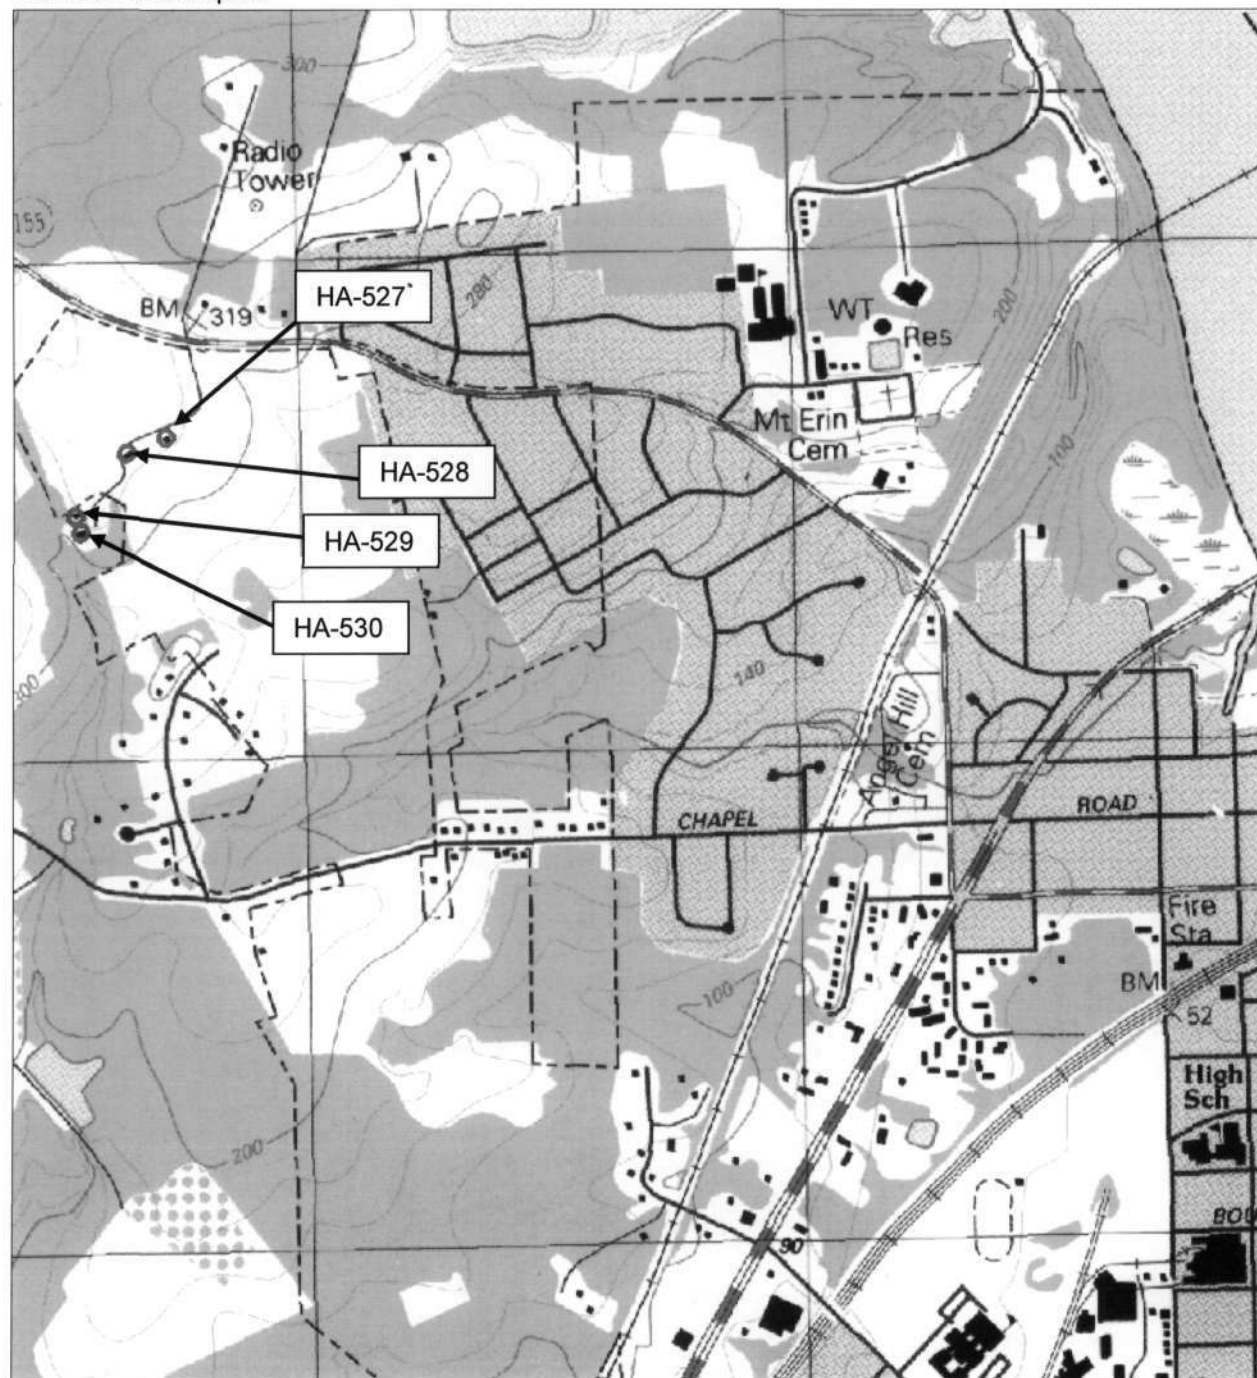 300
Radio
Tower
155
BM
319
HA-527
280
HA-528
HA-529
HA-530
WT
Res
200
Mt Erin
Cem
100
300
140
Angel Hill
Cem
CHAPEL
ROAD
Fire
Sta
BM
52
100
High
Sch
200
90